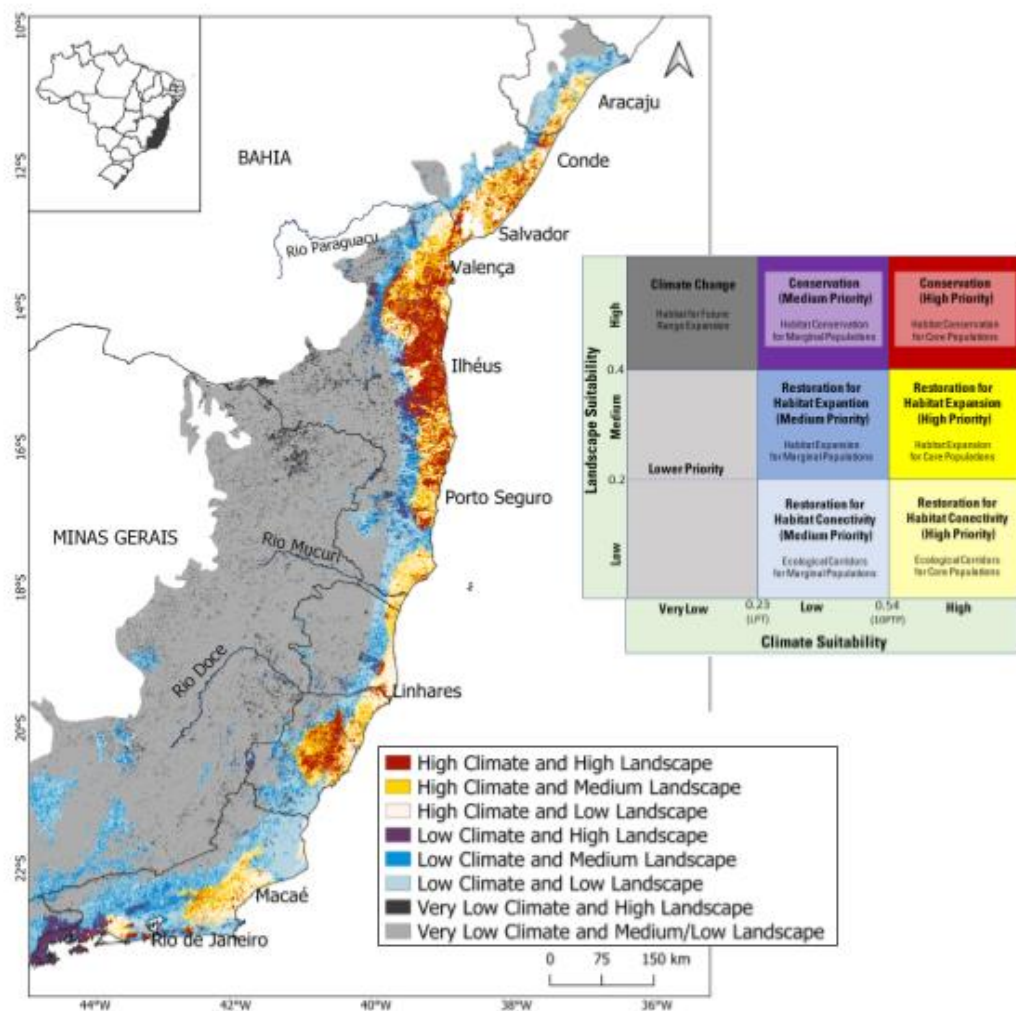 10°S
12°S
14°S
16°S
18°S
20°S
22°S
44°W
42°W
40°W
38°W
36°W
BAHIA
MINAS GERAIS
Aracaju
Conde
Salvador
Rio Paraguaçu
Valença
Ilhéus
Porto Seguro
Rio Mucuri
Rio Doce
Linhares
Macaé
Rio de Janeiro
Landscape Suitability
High
Medium
Low
0.4
0.2
Climate Change
Habitat for Future
Range Expansion
Conservation
(Medium Priority)
Habitat Conservation
for Marginal Populations
Conservation
(High Priority)
Habitat Conservation
for Core Populations
Lower Priority
Restoration for
Habitat Expantion
(Medium Priority)
Habitat Expansion
for Marginal Populations
Restoration for
Habitat Expansion
(High Priority)
Habitat Expansion
for Core Populations
Restoration for
Habitat Conectivity
(Medium Priority)
Ecological Corridors
for Marginal Populations
Restoration for
Habitat Conectivity
(High Priority)
Ecological Corridors
for Core Populations
Very Low
0.23
(LPT)
Low
0.54
(10PTP)
High
Climate Suitability
High Climate and High Landscape
High Climate and Medium Landscape
High Climate and Low Landscape
Low Climate and High Landscape
Low Climate and Medium Landscape
Low Climate and Low Landscape
Very Low Climate and High Landscape
Very Low Climate and Medium/Low Landscape
0 75 150 km